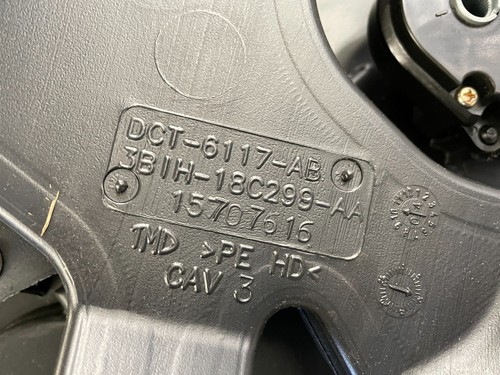 DCT-6117-AB
3B1H-18C299-AA
15707616
TMD >PE HD<
CAV 3